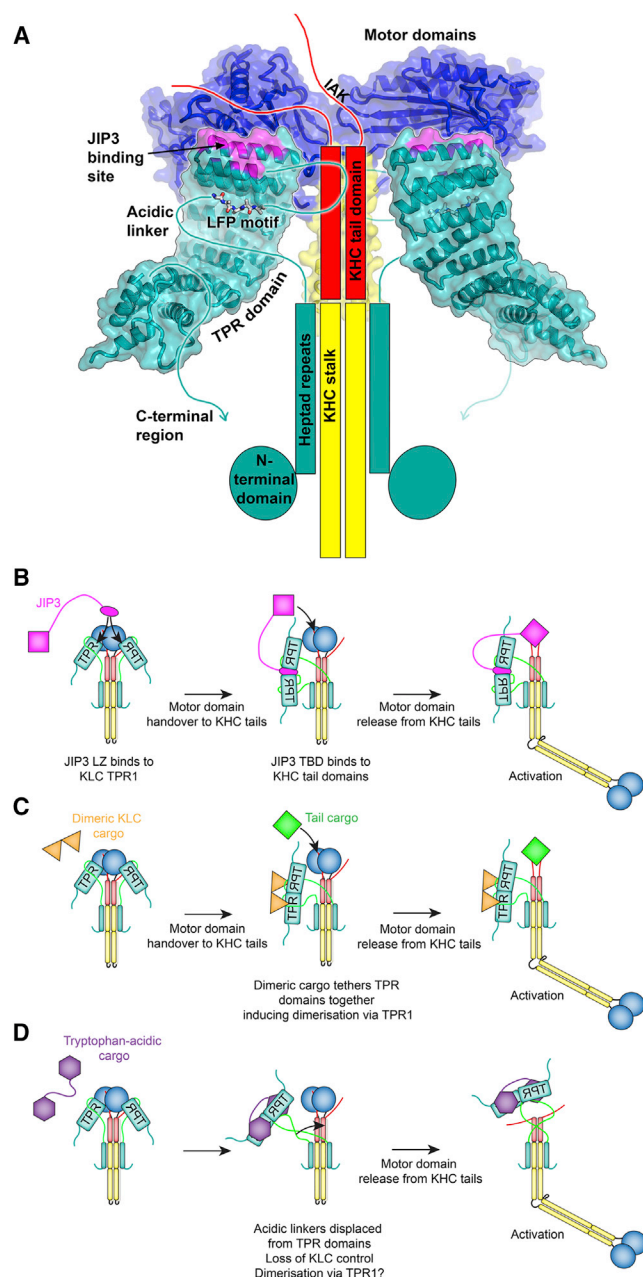 A
Motor domains
IAK
JIP3
binding
site
KHC tail domain
Acidic
linker
LFP motif
TPR domain
Heptad repeats
KHC stalk
C-terminal
region
N-
terminal
domain
B
JIP3
TPR
TPR
TPR
TPR
TPR
TPR
Motor domain
handover to KHC tails
Motor domain
release from KHC tails
JIP3 LZ binds to
KLC TPR1
JIP3 TBD binds to
KHC tail domains
Activation
C
Dimeric KLC
cargo
Tail cargo
TPR
TPR
TPR
TPR
TPR
TPR
Motor domain
handover to KHC tails
Motor domain
release from KHC tails
Dimeric cargo tethers TPR
domains together
inducing dimerisation via TPR1
Activation
D
Tryptophan-acidic
cargo
TPR
TPR
TPR
TPR
Motor domain
release from KHC tails
Acidic linkers displaced
from TPR domains
Loss of KLC control
Dimerisation via TPR1?
Activation